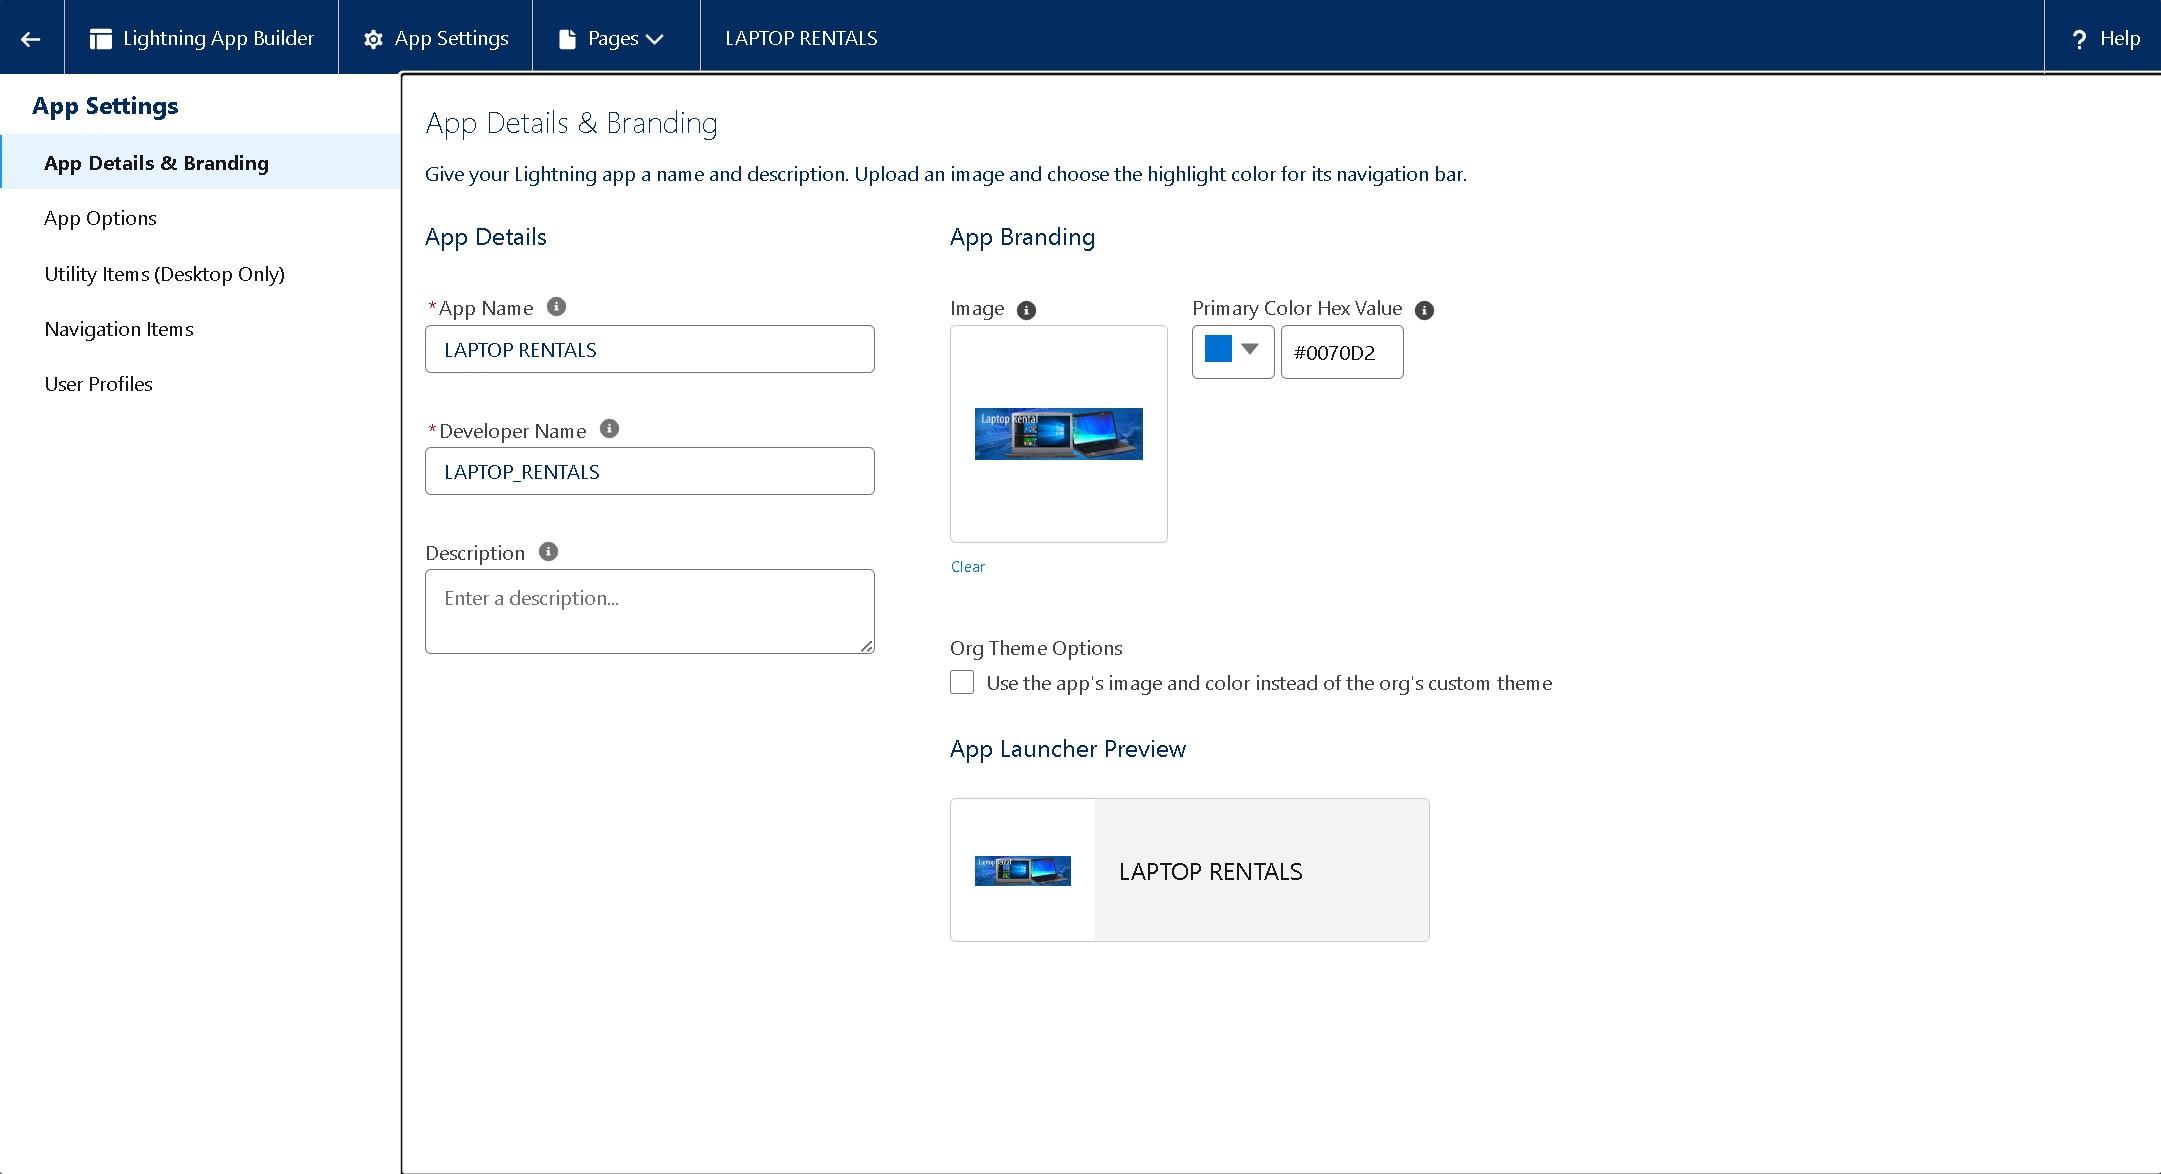 Lightning App Builder
App Settings
Pages
LAPTOP RENTALS
? Help
App Settings
App Details & Branding
App Options
Utility Items (Desktop Only)
Navigation Items
User Profiles
App Details & Branding
Give your Lightning app a name and description. Upload an image and choose the highlight color for its navigation bar.
App Details
*App Name
LAPTOP RENTALS
*Developer Name
LAPTOP_RENTALS
Description
Enter a description...
App Branding
Image
Laptop Rental
Clear
Primary Color Hex Value
#0070D2
Org Theme Options
Use the app's image and color instead of the org's custom theme
App Launcher Preview
Laptop Rental
LAPTOP RENTALS